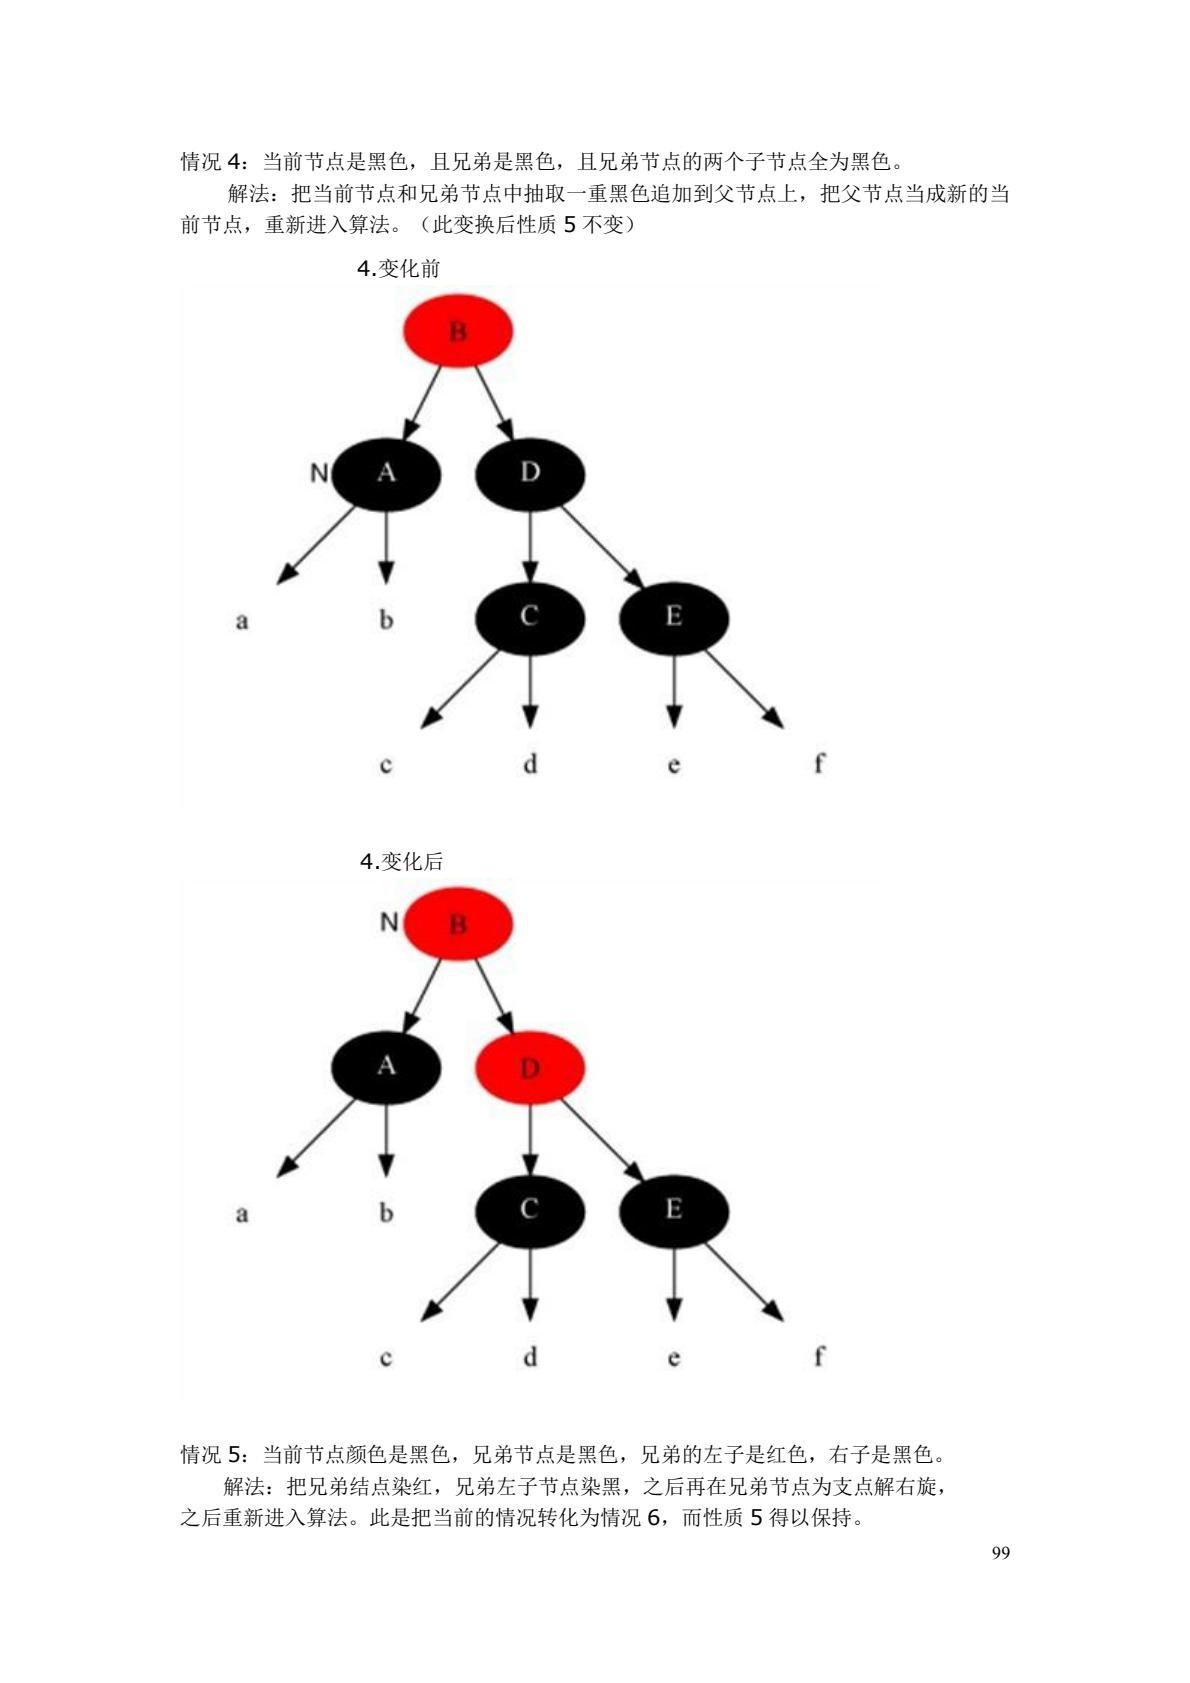 情况 4：当前节点是黑色，且兄弟是黑色，且兄弟节点的两个子节点全为黑色。
解法：把当前节点和兄弟节点中抽取一重黑色追加到父节点上，把父节点当成新的当
前节点，重新进入算法。（此变换后性质 5 不变）
4.变化前
B
N A D
a b C E
c d e f
4.变化后
N B
A D
a b C E
c d e f
情况 5：当前节点颜色是黑色，兄弟节点是黑色，兄弟的左子是红色，右子是黑色。
解法：把兄弟结点染红，兄弟左子节点染黑，之后再在兄弟节点为支点解右旋，
之后重新进入算法。此是把当前的情况转化为情况 6，而性质 5 得以保持。
99